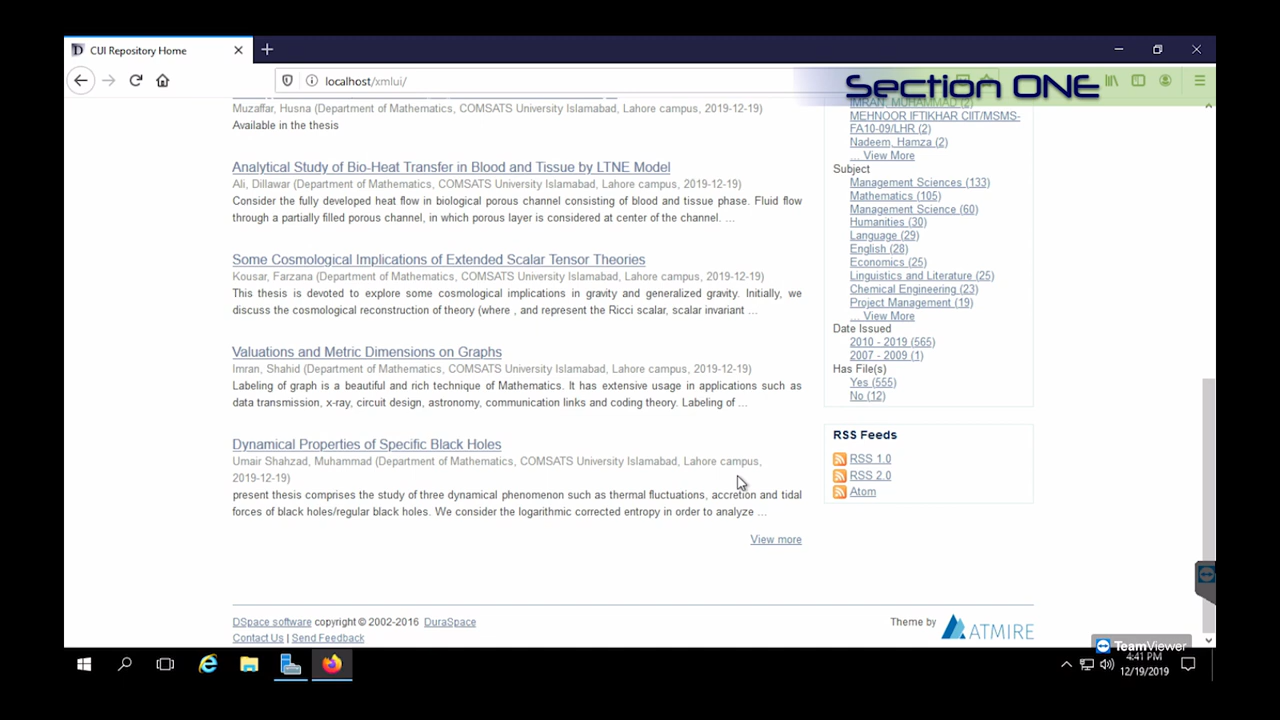 CUI Repository Home
localhost/xmlui/
Section ONE
Muzaffar, Husna (Department of Mathematics, COMSATS University Islamabad, Lahore campus, 2019-12-19)
Available in the thesis
Analytical Study of Bio-Heat Transfer in Blood and Tissue by LTNE Model
Ali, Dillawar (Department of Mathematics, COMSATS University Islamabad, Lahore campus, 2019-12-19)
Consider the fully developed heat flow in biological porous channel consisting of blood and tissue phase. Fluid flow
through a partially filled porous channel, in which porous layer is considered at center of the channel. ...
Some Cosmological Implications of Extended Scalar Tensor Theories
Kousar, Farzana (Department of Mathematics, COMSATS University Islamabad, Lahore campus, 2019-12-19)
This thesis is devoted to explore some cosmological implications in gravity and generalized gravity. Initially, we
discuss the cosmological reconstruction of theory (where , and represent the Ricci scalar, scalar invariant ...
Valuations and Metric Dimensions on Graphs
Imran, Shahid (Department of Mathematics, COMSATS University Islamabad, Lahore campus, 2019-12-19)
Labeling of graph is a beautiful and rich technique of Mathematics. It has extensive usage in applications such as
data transmission, x-ray, circuit design, astronomy, communication links and coding theory. Labeling of ...
Dynamical Properties of Specific Black Holes
Umair Shahzad, Muhammad (Department of Mathematics, COMSATS University Islamabad, Lahore campus,
2019-12-19)
present thesis comprises the study of three dynamical phenomenon such as thermal fluctuations, accretion and tidal
forces of black holes/regular black holes. We consider the logarithmic corrected entropy in order to analyze ...
View more
IMRAN, MUHAMMAD (2)
MEHNOOR IFTIKHAR CIIT/MSMS-
FA10-09/LHR (2)
Nadeem, Hamza (2)
... View More
Subject
Management Sciences (133)
Mathematics (105)
Management Science (60)
Humanities (30)
Language (29)
English (28)
Economics (25)
Linguistics and Literature (25)
Chemical Engineering (23)
Project Management (19)
... View More
Date Issued
2010 - 2019 (565)
2007 - 2009 (1)
Has File(s)
Yes (555)
No (12)
RSS Feeds
RSS 1.0
RSS 2.0
Atom
DSpace software copyright © 2002-2016 DuraSpace
Contact Us | Send Feedback
Theme by ATMIRE
TeamViewer
4:41 PM
12/19/2019